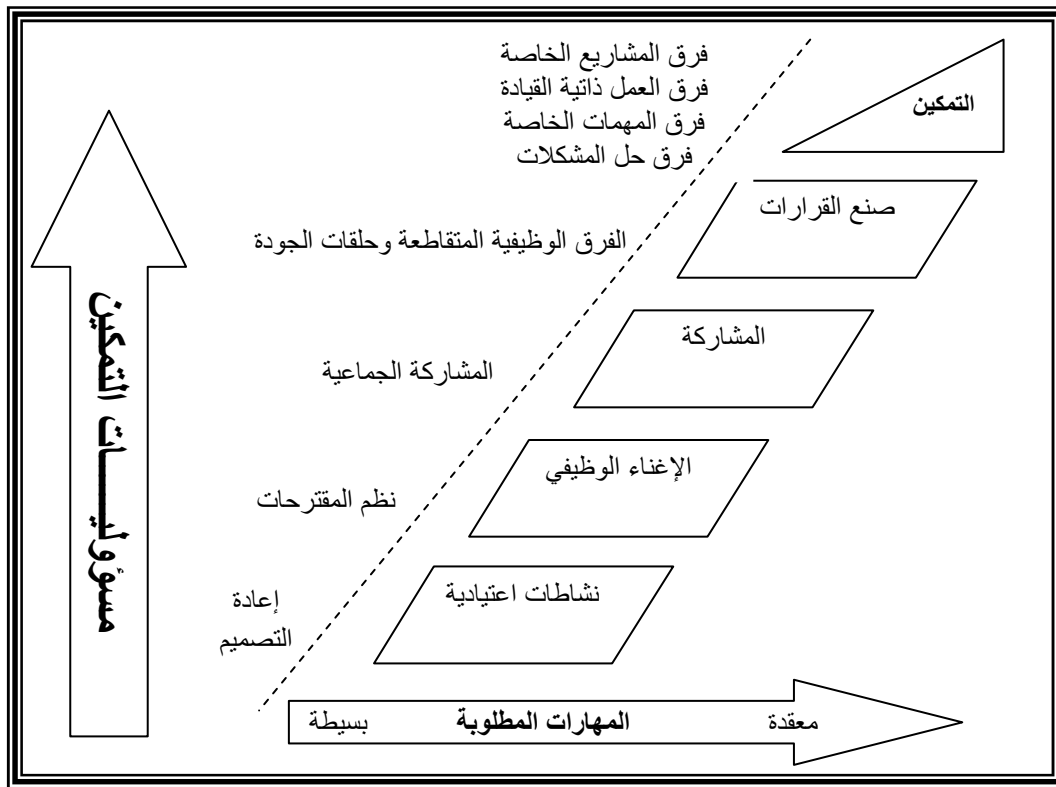 فرق المشاريع الخاصة
فرق العمل ذاتية القيادة
فرق المهمات الخاصة
فرق حل المشكلات
التمكين
صنع القرارات
الفرق الوظيفية المتقاطعة وحلقات الجودة
المشاركة
المشاركة الجماعية
الإغناء الوظيفي
نظم المقترحات
نشاطات اعتيادية
إعادة
التصميم
مسؤوليـــــات التمكين
بسيطة
المهارات المطلوبة
معقدة